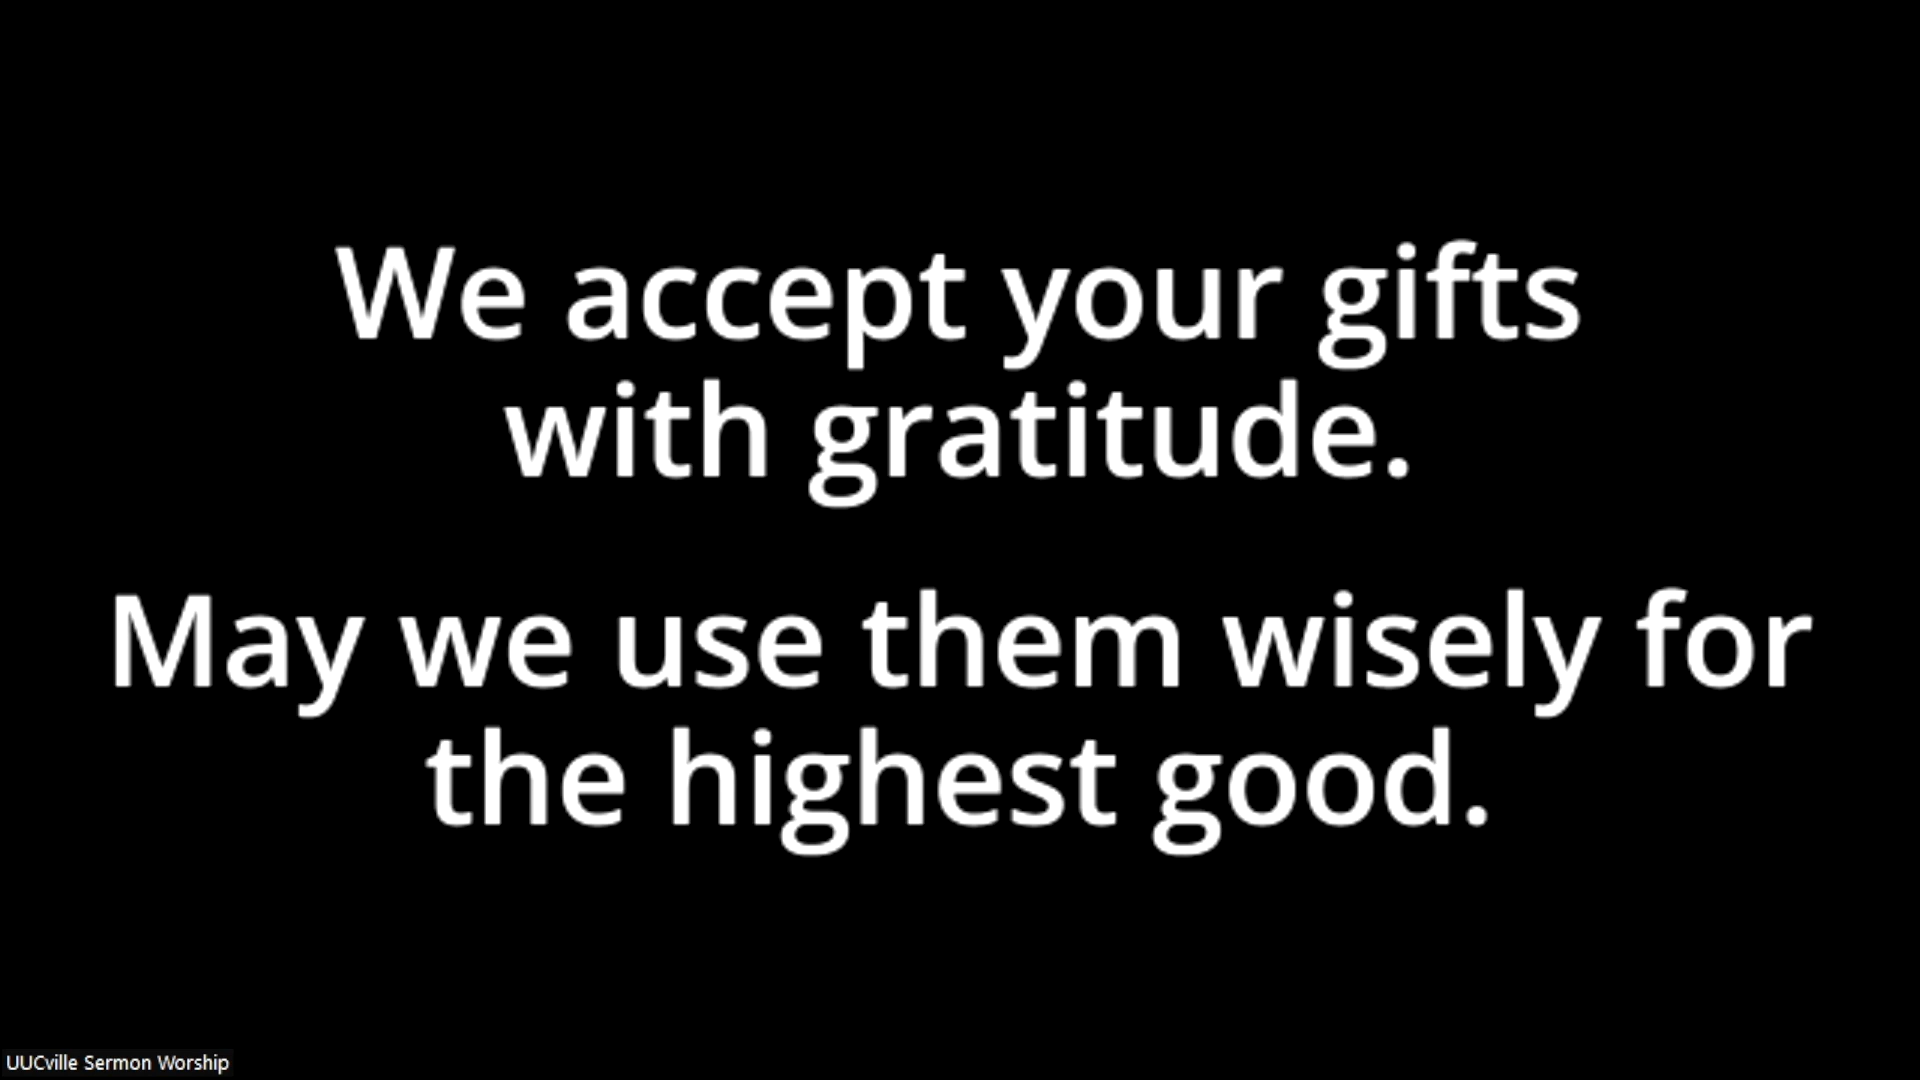 We accept your gifts
with gratitude.
May we use them wisely for
the highest good.
UUCville Sermon Worship